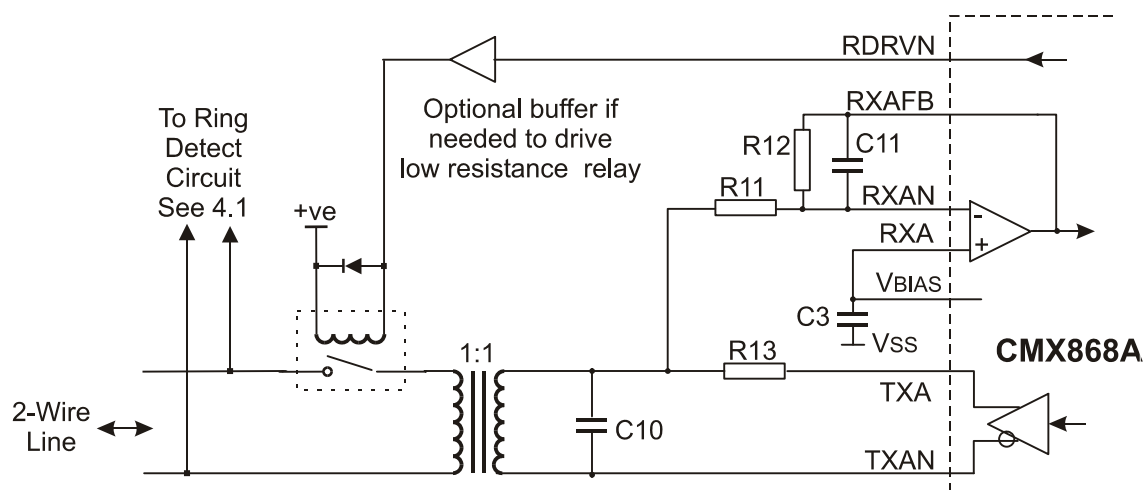 RDRVN
Optional buffer if
needed to drive
low resistance relay
To Ring
Detect
Circuit
See 4.1
+ve
RXAFB
R12
C11
R11
RXAN
-
RXA
+
VBIAS
C3
VSS
CMX868A
1:1
R13
TXA
2-Wire
Line
C10
TXAN